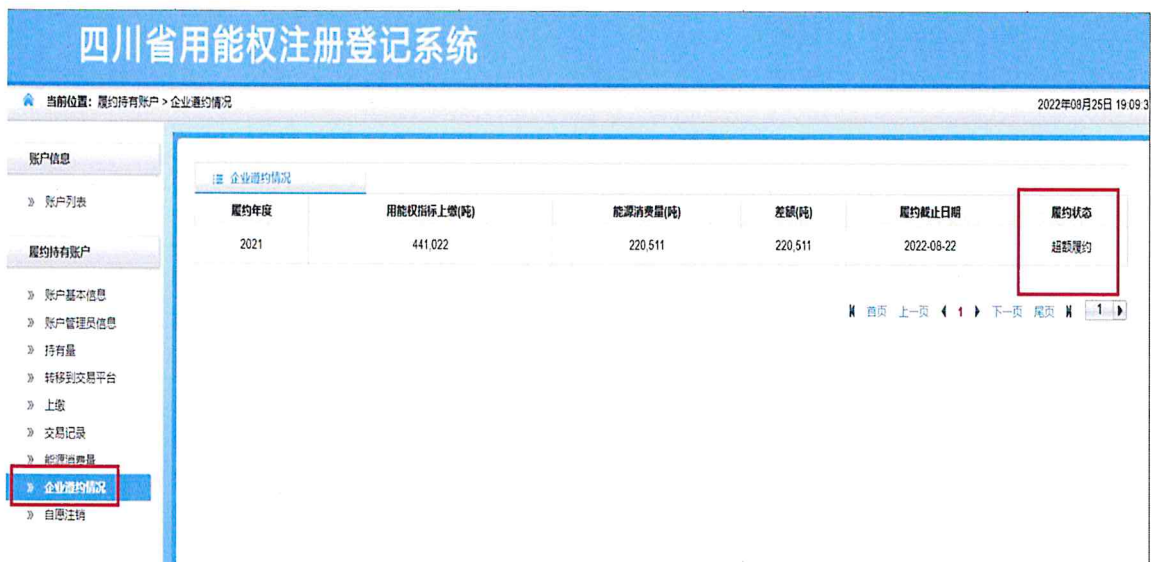 四川省用能权注册登记系统
当前位置：履约持有账户 > 企业遵约情况
2022年08月25日 19:09:3
账户信息
» 账户列表
履约持有账户
» 账户基本信息
» 账户管理员信息
» 持有量
» 转移到交易平台
» 上缴
» 交易记录
» 能源消费量
» 企业遵约情况
» 自愿注销
企业遵约情况
履约年度 用能权指标上缴(吨) 能源消费量(吨) 差额(吨) 履约截止日期 履约状态
2021 441,022 220,511 220,511 2022-08-22 超额履约
首页 上一页 1 下一页 尾页 1